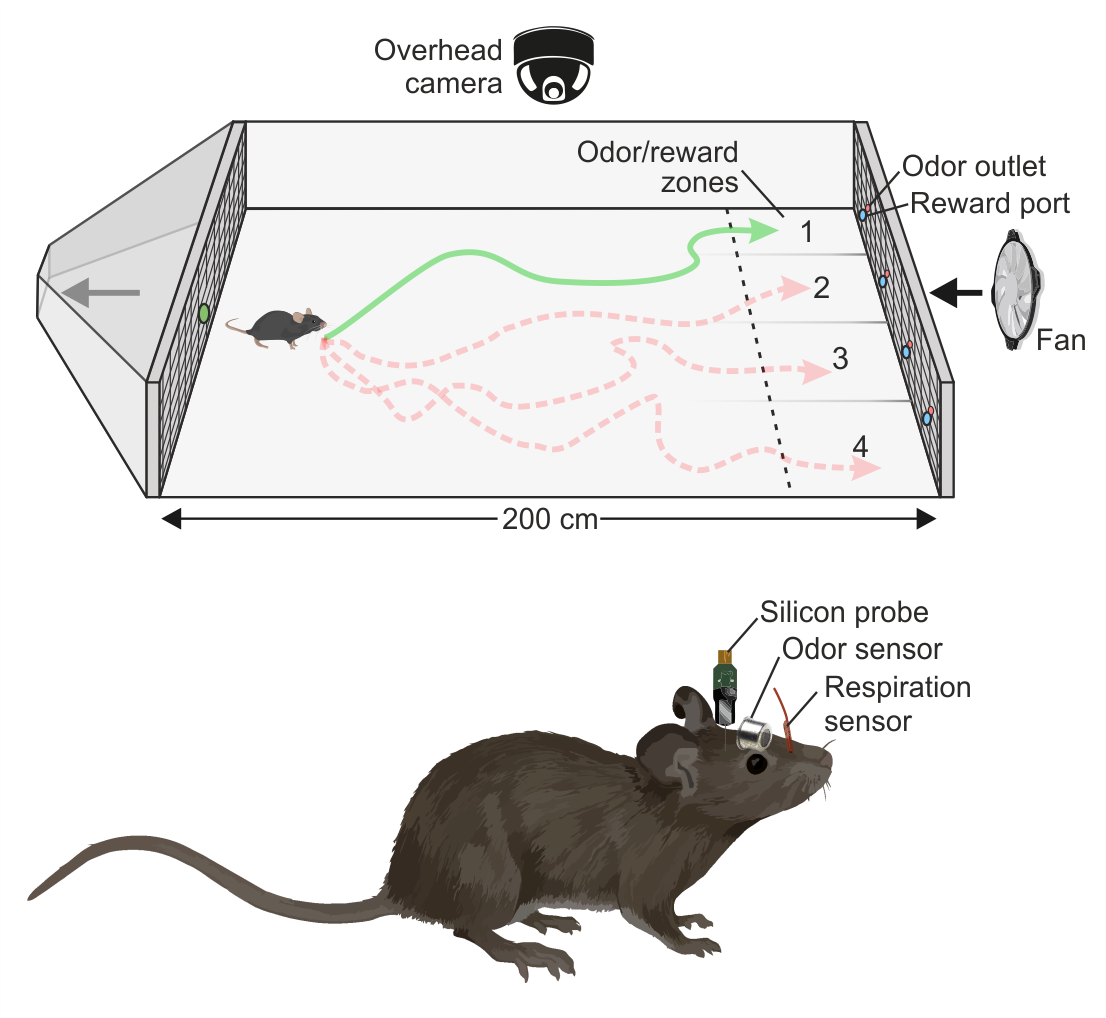 Overhead
camera
Odor/reward
zones
Odor outlet
Reward port
1
2
3
4
Fan
200 cm
Silicon probe
Odor sensor
Respiration
sensor